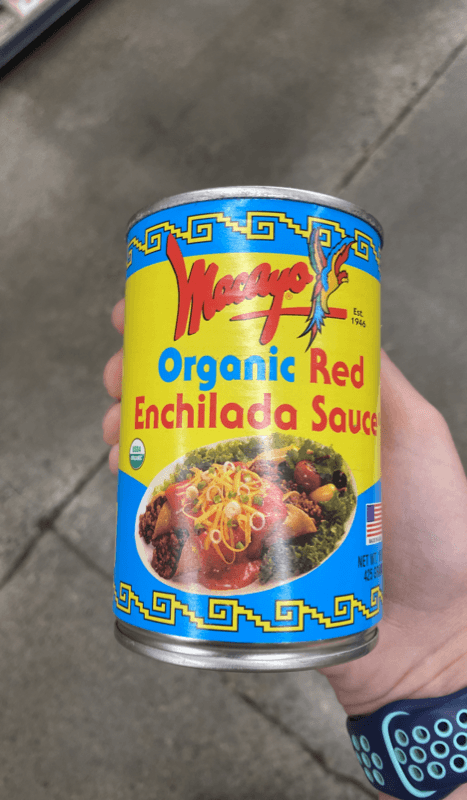 Macayo
®
Est.
1946
Organic Red
Enchilada Sauce
USDA
ORGANIC
NET WT